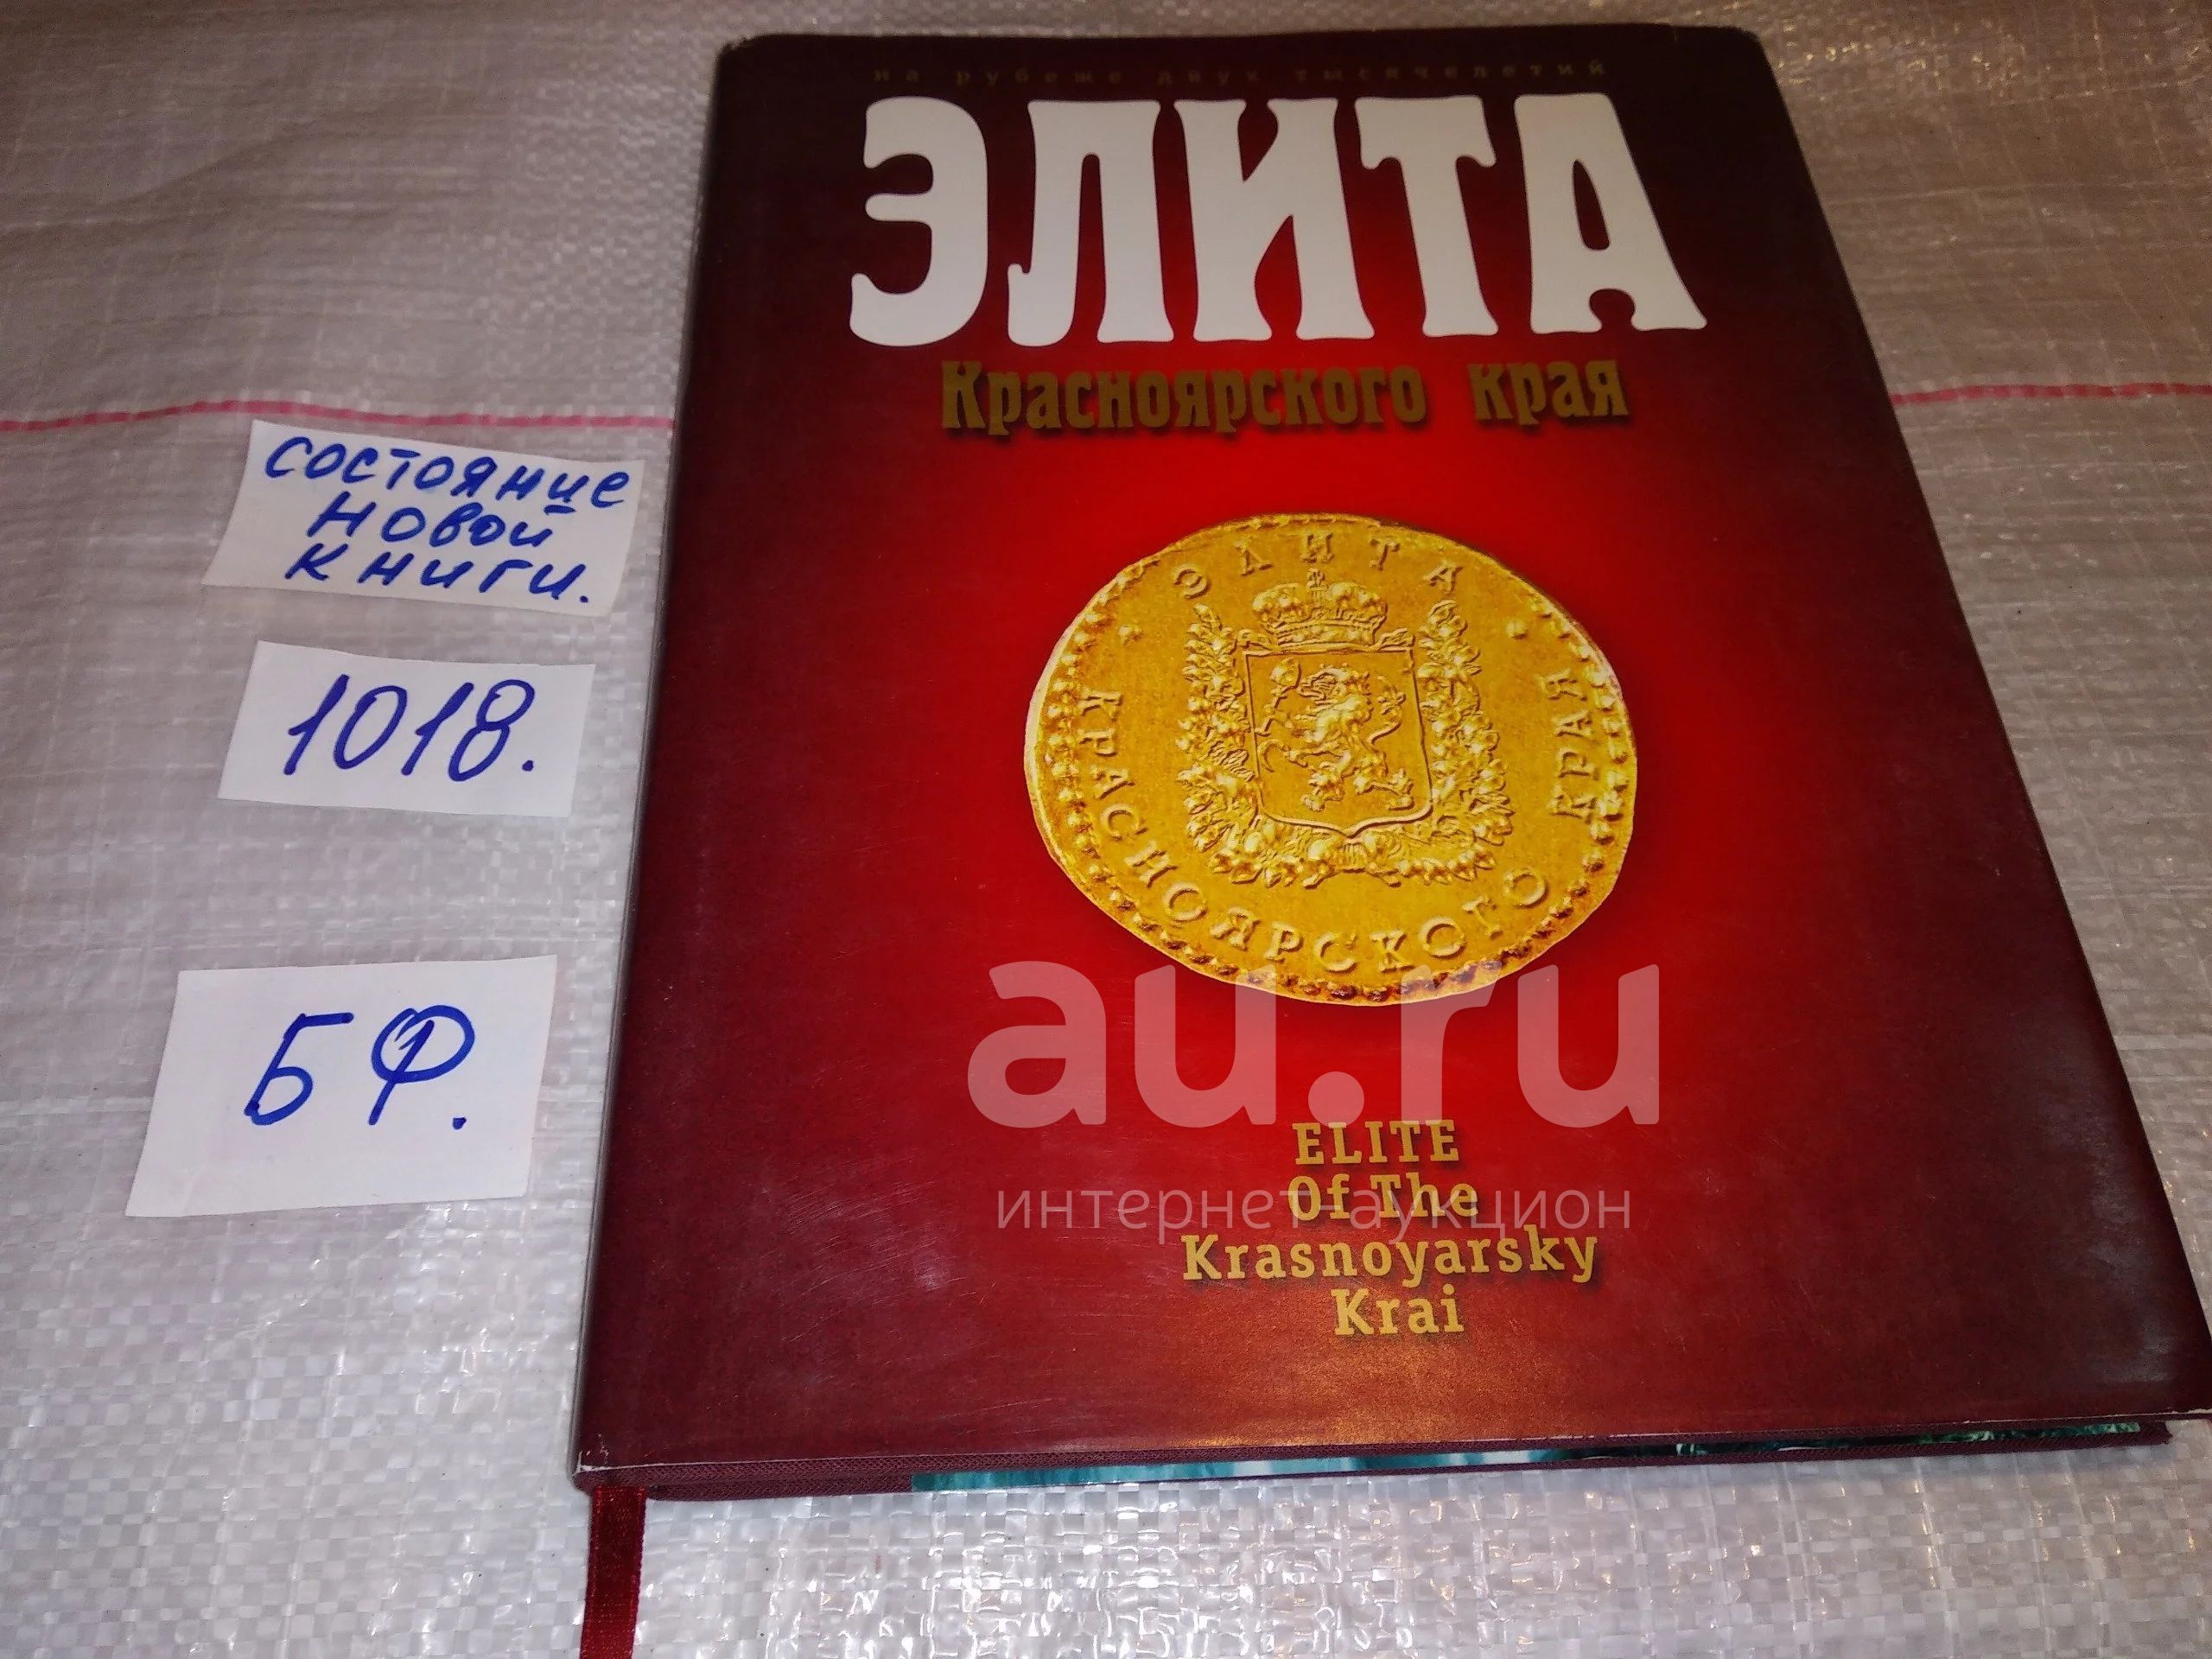 на рубеже двух тысячелетий
ЭЛИТА
Красноярского края
СОСТОЯНИЕ
НОВОЙ
КНИГИ.
1018.
БФ.
ЭЛИТА
КРАСНОЯРСКОГО КРАЯ
au.ru
интернет-аукцион
ELITE
Of The
Krasnoyarsky
Krai